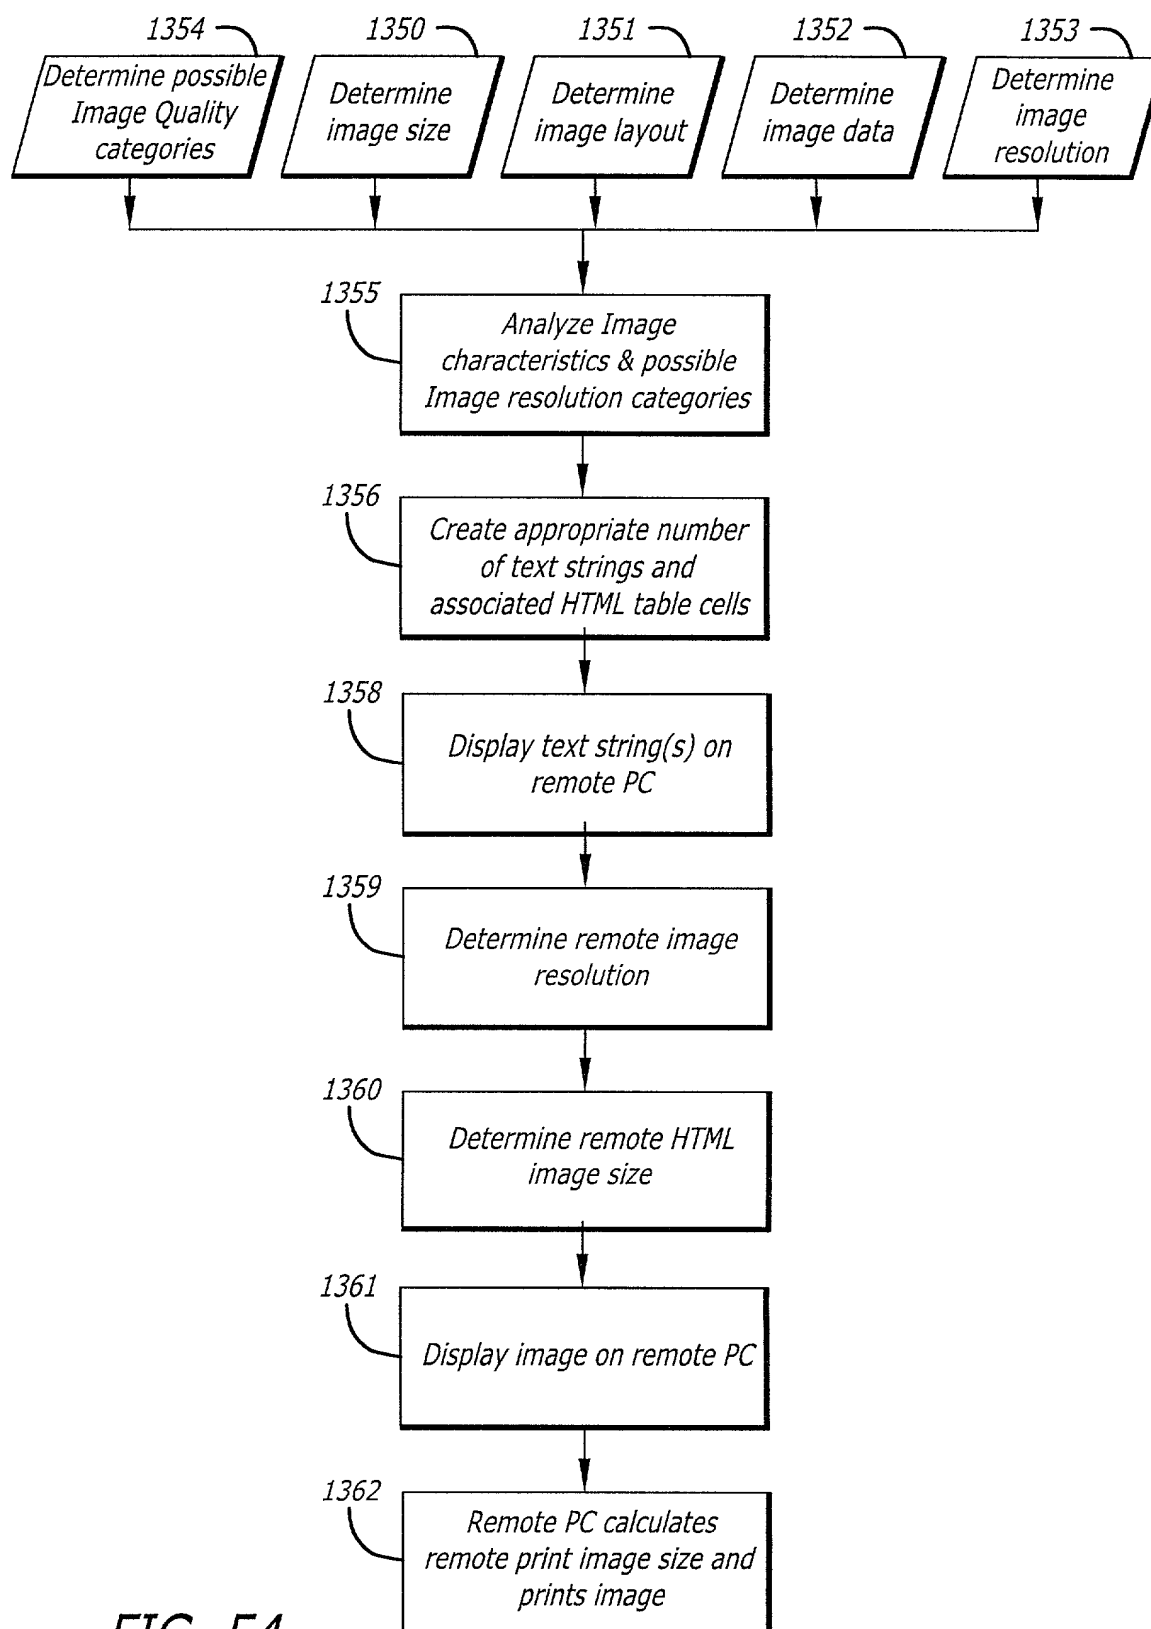 1354
1350
1351
1352
1353
Determine possible
Image Quality
categories
Determine
image size
Determine
image layout
Determine
image data
Determine
image
resolution
1355
Analyze Image
characteristics & possible
Image resolution categories
1356
Create appropriate number
of text strings and
associated HTML table cells
1358
Display text string(s) on
remote PC
1359
Determine remote image
resolution
1360
Determine remote HTML
image size
1361
Display image on remote PC
1362
Remote PC calculates
remote print image size and
prints image